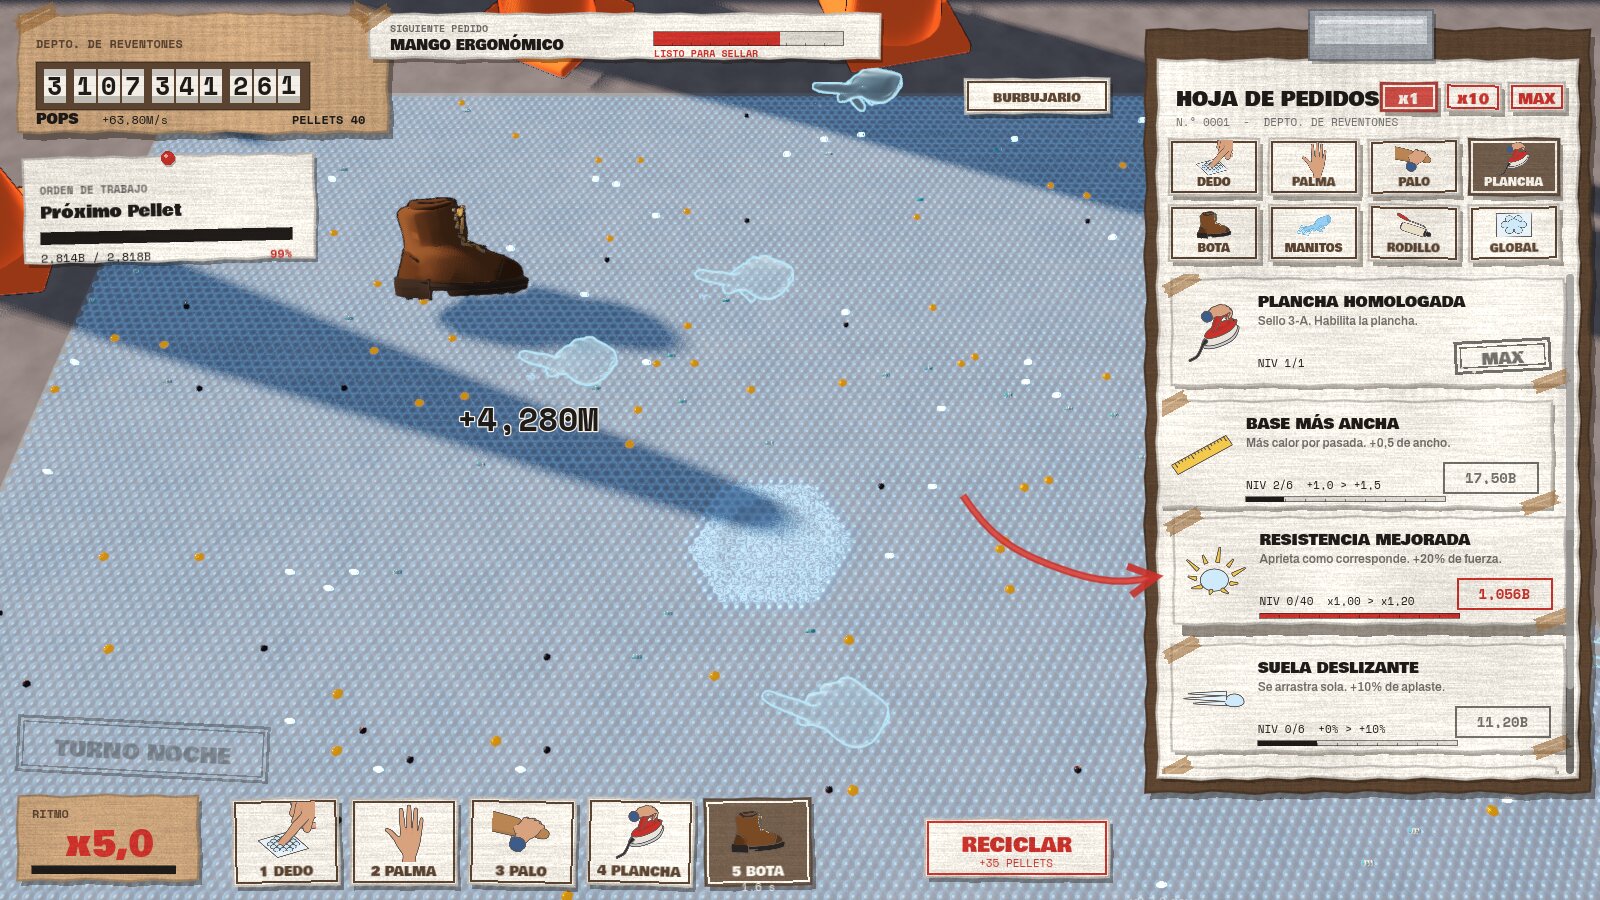 DEPTO. DE REVENTONES
3 107 341 261
POPS +63,80M/s PELLETS 40
SIGUIENTE PEDIDO
MANGO ERGONÓMICO
LISTO PARA SELLAR
BURBUJARIO
ORDEN DE TRABAJO
Próximo Pellet
2,814B / 2,818B 99%
+4,280M
TURNO NOCHE
RITMO
x5,0
1 DEDO
2 PALMA
3 PALO
4 PLANCHA
5 BOTA
1,6 s
RECICLAR
+35 PELLETS
HOJA DE PEDIDOS x1 x10 MAX
N.° 0001 - DEPTO. DE REVENTONES
DEDO PALMA PALO PLANCHA
BOTA MANITOS RODILLO GLOBAL
PLANCHA HOMOLOGADA
Sello 3-A. Habilita la plancha.
NIV 1/1 MAX
BASE MÁS ANCHA
Más calor por pasada. +0,5 de ancho.
NIV 2/6 +1,0 > +1,5 17,50B
RESISTENCIA MEJORADA
Aprieta como corresponde. +20% de fuerza.
NIV 0/40 x1,00 > x1,20 1,056B
SUELA DESLIZANTE
Se arrastra sola. +10% de aplaste.
NIV 0/6 +0% > +10% 11,20B